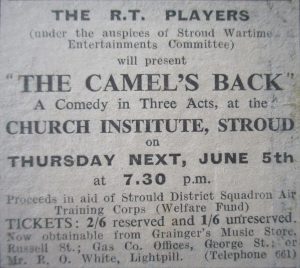 THE R.T. PLAYERS
(under the auspices of Stroud Wartime
Entertainments Committee)
will present
"THE CAMEL'S BACK"
A Comedy in Three Acts, at the
CHURCH INSTITUTE, STROUD
on
THURSDAY NEXT, JUNE 5th
at 7.30 p.m.
Proceeds in aid of Stroud District Squadron Air
Training Corps (Welfare Fund)
TICKETS: 2/6 reserved and 1/6 unreserved.
Now obtainable from Grainger's Music Store,
Russell St.; Gas Co. Offices, George St.; or
Mr. R. O. White, Lightpill. (Telephone 661)